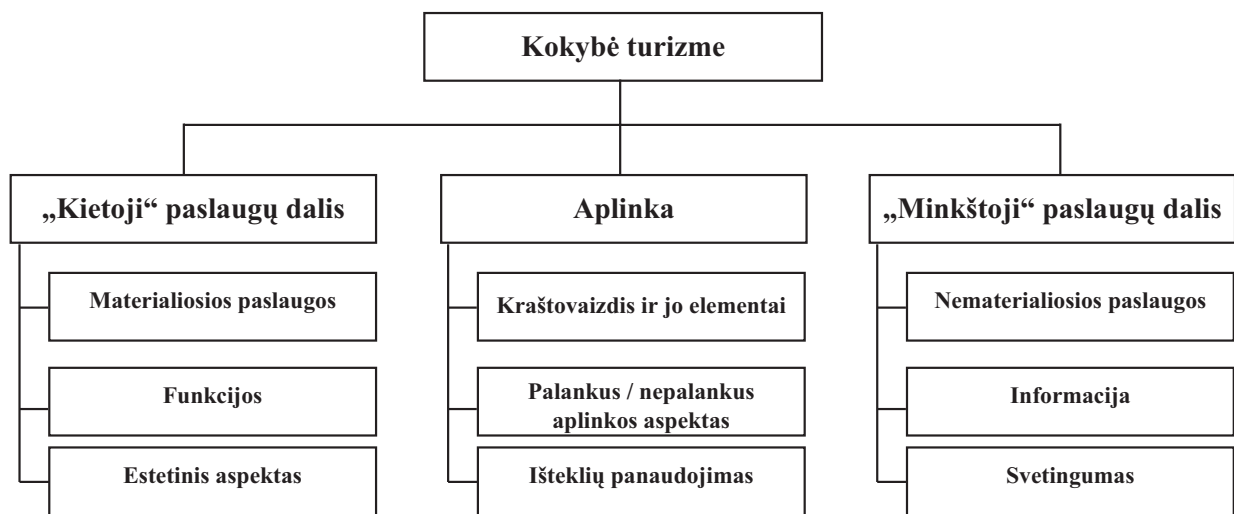 Kokybė turizme
„Kietoji“ paslaugų dalis
Materialiosios paslaugos
Funkcijos
Estetinis aspektas
Aplinka
Kraštovaizdis ir jo elementai
Palankus / nepalankus
aplinkos aspektas
Išteklių panaudojimas
„Minkštoji“ paslaugų dalis
Nematerialiosios paslaugos
Informacija
Svetingumas